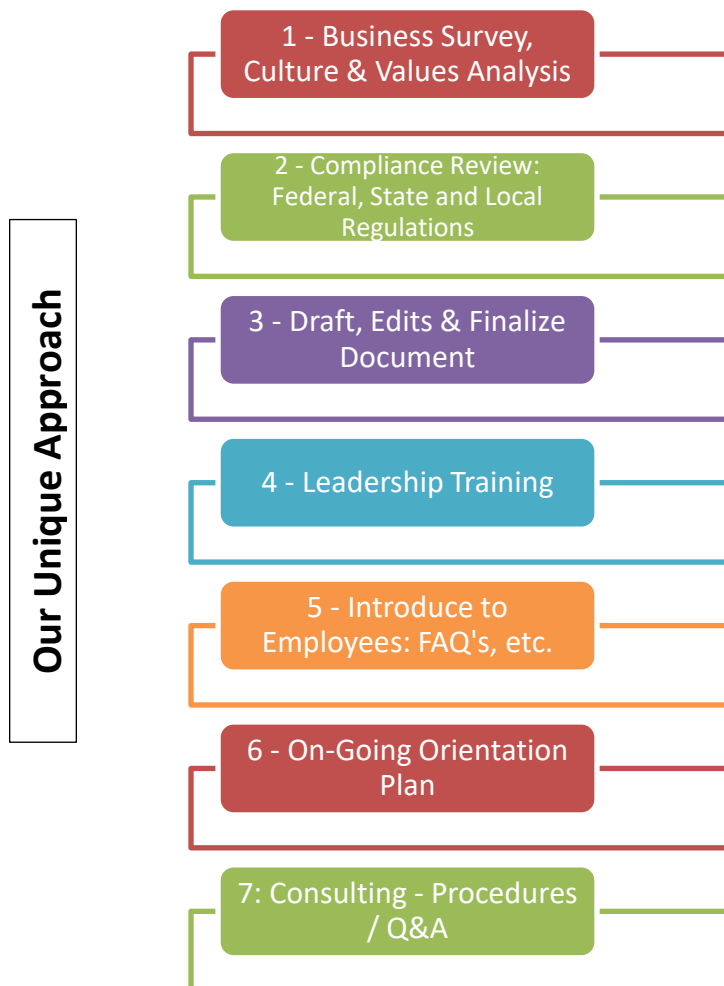 Our Unique Approach
1 - Business Survey,
Culture & Values Analysis
2 - Compliance Review:
Federal, State and Local
Regulations
3 - Draft, Edits & Finalize
Document
4 - Leadership Training
5 - Introduce to
Employees: FAQ's, etc.
6 - On-Going Orientation
Plan
7: Consulting - Procedures
/ Q&A